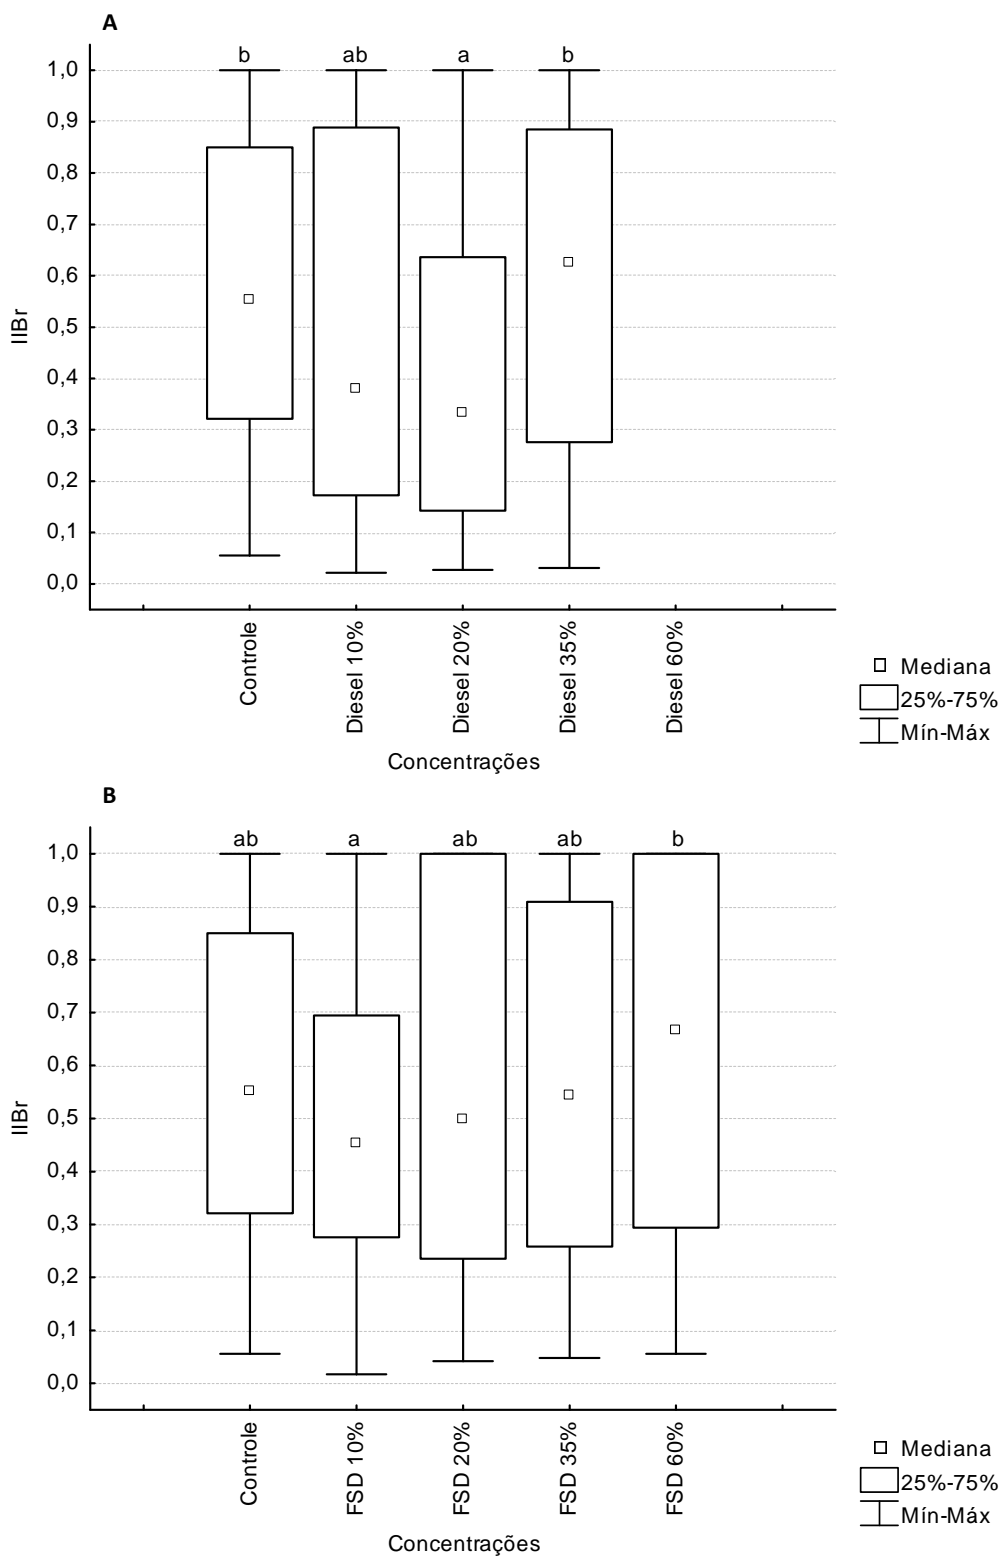 A
b ab a b
1,0
0,9
0,8
0,7
0,6
0,5
0,4
0,3
0,2
0,1
0,0
IIBr
Controle
Diesel 10%
Diesel 20%
Diesel 35%
Diesel 60%
Concentrações
Mediana
25%-75%
Mín-Máx
B
ab a ab ab b
1,0
0,9
0,8
0,7
0,6
0,5
0,4
0,3
0,2
0,1
0,0
IIBr
Controle
FSD 10%
FSD 20%
FSD 35%
FSD 60%
Concentrações
Mediana
25%-75%
Mín-Máx